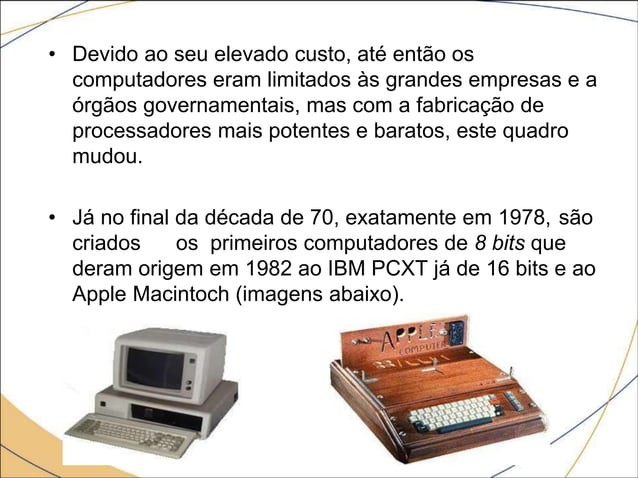 • Devido ao seu elevado custo, até então os
computadores eram limitados às grandes empresas e a
órgãos governamentais, mas com a fabricação de
processadores mais potentes e baratos, este quadro
mudou.
• Já no final da década de 70, exatamente em 1978, são
criados os primeiros computadores de 8 bits que
deram origem em 1982 ao IBM PCXT já de 16 bits e ao
Apple Macintoch (imagens abaixo).
APPLE
COMPUTER